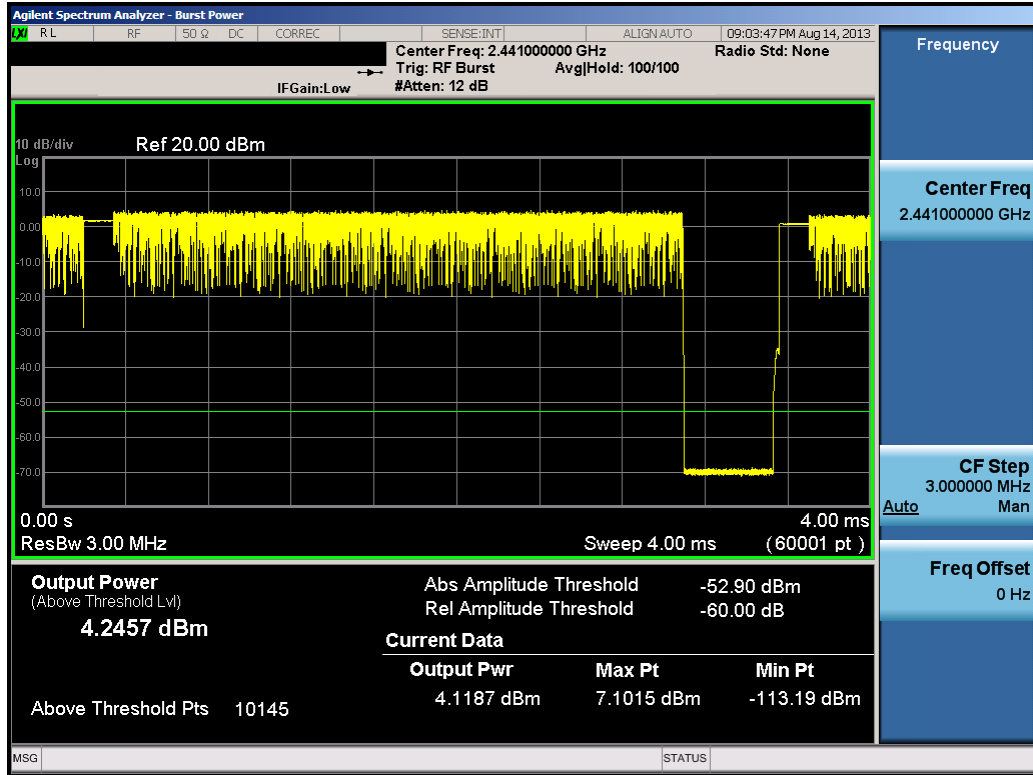 Agilent Spectrum Analyzer - Burst Power
LXI RL RF 50 Ω DC CORREC SENSE:INT ALIGN AUTO 09:03:47 PM Aug 14, 2013
Center Freq: 2.441000000 GHz Radio Std: None
Trig: RF Burst Avg|Hold: 100/100
IFGain:Low #Atten: 12 dB
Frequency
10 dB/div Ref 20.00 dBm
Log
10.0
0.00
-10.0
-20.0
-30.0
-40.0
-50.0
-60.0
-70.0
0.00 s 4.00 ms
ResBw 3.00 MHz Sweep 4.00 ms (60001 pt)
Center Freq
2.441000000 GHz
CF Step
3.000000 MHz
Auto Man
Freq Offset
0 Hz
Output Power
(Above Threshold Lvl)
4.2457 dBm
Above Threshold Pts 10145
Abs Amplitude Threshold -52.90 dBm
Rel Amplitude Threshold -60.00 dB
Current Data
Output Pwr Max Pt Min Pt
4.1187 dBm 7.1015 dBm -113.19 dBm
MSG STATUS